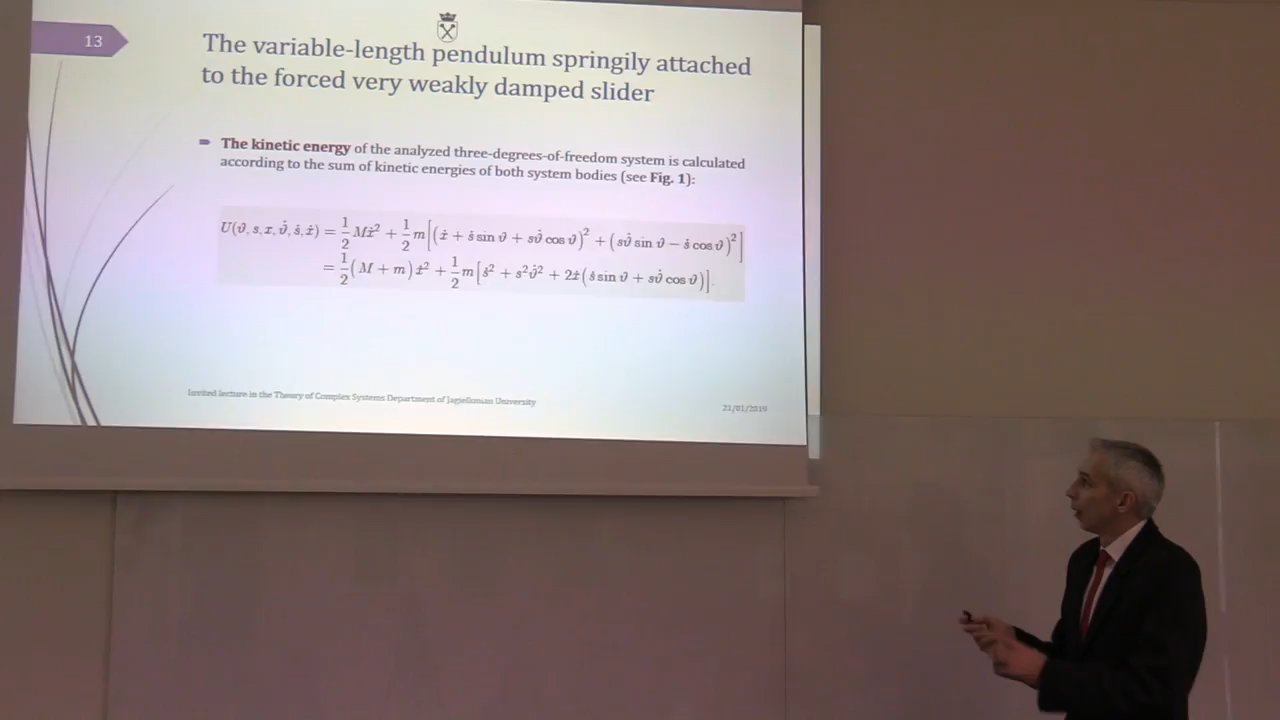 13
The variable-length pendulum springily attached
to the forced very weakly damped slider
The kinetic energy of the analyzed three-degrees-of-freedom system is calculated
according to the sum of kinetic energies of both system bodies (see Fig. 1):
U(ϑ, s, x, ϑ̇, ṡ, ẋ) = 1/2 Mẋ² + 1/2 m[(ẋ + ṡ sin ϑ + sϑ̇ cos ϑ)² + (sϑ̇ sin ϑ − ṡ cos ϑ)²]
= 1/2 (M + m) ẋ² + 1/2 m[ṡ² + s²ϑ̇² + 2ẋ(ṡ sin ϑ + sϑ̇ cos ϑ)].
Invited lecture in the Theory of Complex Systems Department of Jagiellonian University
21/01/2019